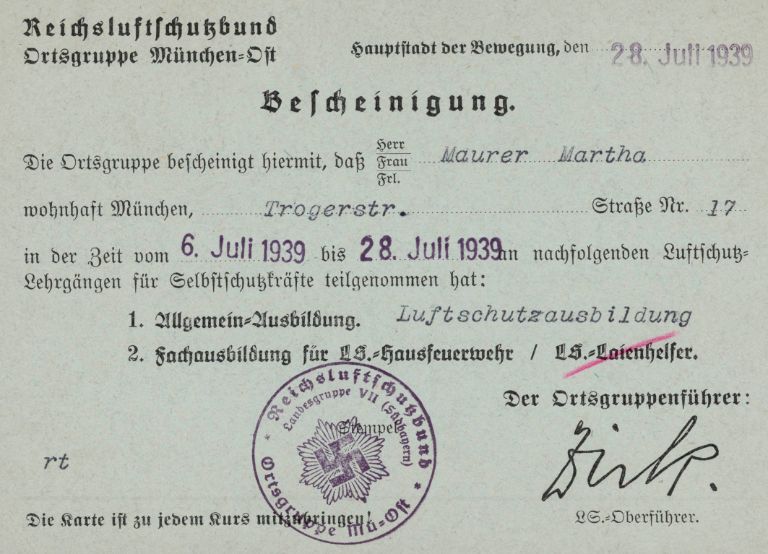 Reichsluftschutzbund
Ortsgruppe München-Ost
Hauptstadt der Bewegung, den 28. Juli 1939
Bescheinigung.
Die Ortsgruppe bescheinigt hiermit, daß Herr Frau Frl. Maurer Martha
wohnhaft München, Trogerstr. Straße Nr. 17
in der Zeit vom 6. Juli 1939 bis 28. Juli 1939 an nachfolgenden Luftschutz-
Lehrgängen für Selbstschutzkräfte teilgenommen hat:
1. Allgemein-Ausbildung. Luftschutzausbildung
2. Fachausbildung für LS.-Hausfeuerwehr / LS.-Laienhelfer.
Der Ortsgruppenführer:
Reichsluftschutzbund
Landesgruppe VII (Südbayern)
Stempel
Ortsgruppe Mü-Ost
rt
LS.-Oberführer.
Die Karte ist zu jedem Kurs mitzubringen!